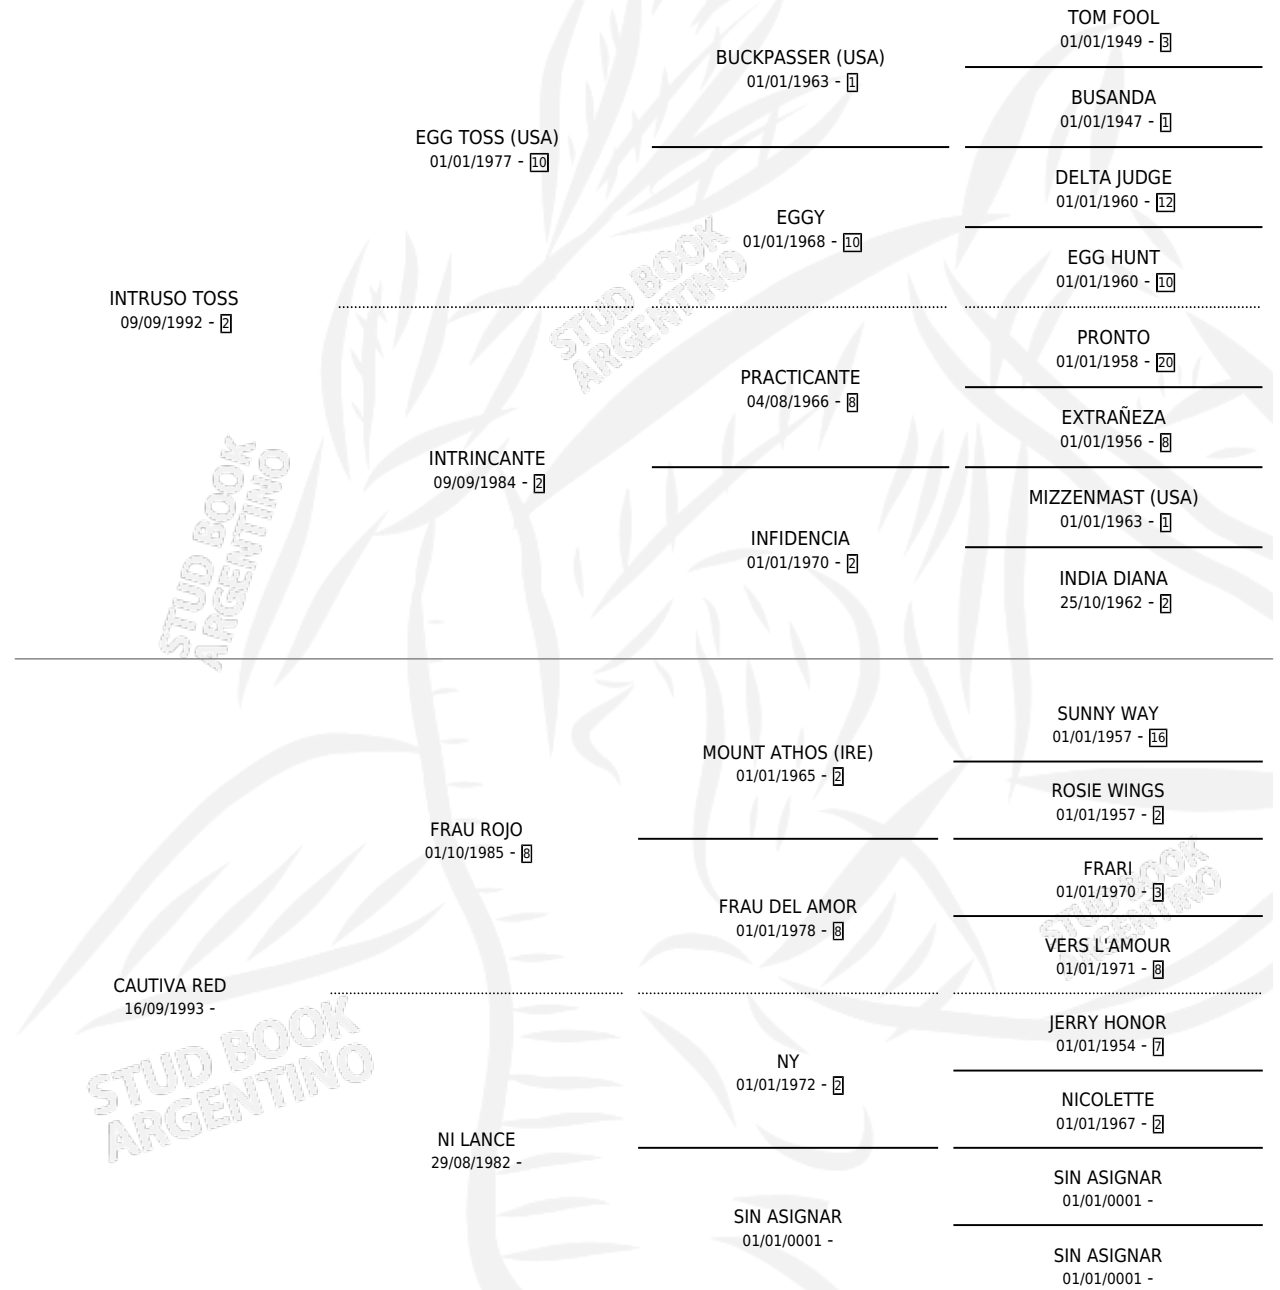 TOM FOOL
01/01/1949 - 3
BUCKPASSER (USA)
01/01/1963 - 1
BUSANDA
01/01/1947 - 1
EGG TOSS (USA)
01/01/1977 - 10
DELTA JUDGE
01/01/1960 - 12
EGGY
01/01/1968 - 10
EGG HUNT
01/01/1960 - 10
INTRUSO TOSS
09/09/1992 - 2
PRONTO
01/01/1958 - 20
PRACTICANTE
04/08/1966 - 8
EXTRAÑEZA
01/01/1956 - 8
INTRINCANTE
09/09/1984 - 2
MIZZENMAST (USA)
01/01/1963 - 1
INFIDENCIA
01/01/1970 - 2
INDIA DIANA
25/10/1962 - 2
SUNNY WAY
01/01/1957 - 16
MOUNT ATHOS (IRE)
01/01/1965 - 2
ROSIE WINGS
01/01/1957 - 2
FRAU ROJO
01/10/1985 - 8
FRARI
01/01/1970 - 3
FRAU DEL AMOR
01/01/1978 - 8
VERS L'AMOUR
01/01/1971 - 8
CAUTIVA RED
16/09/1993 -
JERRY HONOR
01/01/1954 - 7
NY
01/01/1972 - 2
NICOLETTE
01/01/1967 - 2
NI LANCE
29/08/1982 -
SIN ASIGNAR
01/01/0001 -
SIN ASIGNAR
01/01/0001 -
SIN ASIGNAR
01/01/0001 -
STUD BOOK
ARGENTINO
STUD BOOK
ARGENTINO
STUD BOOK
ARGENTINO
STUD BOOK
ARGENTINO